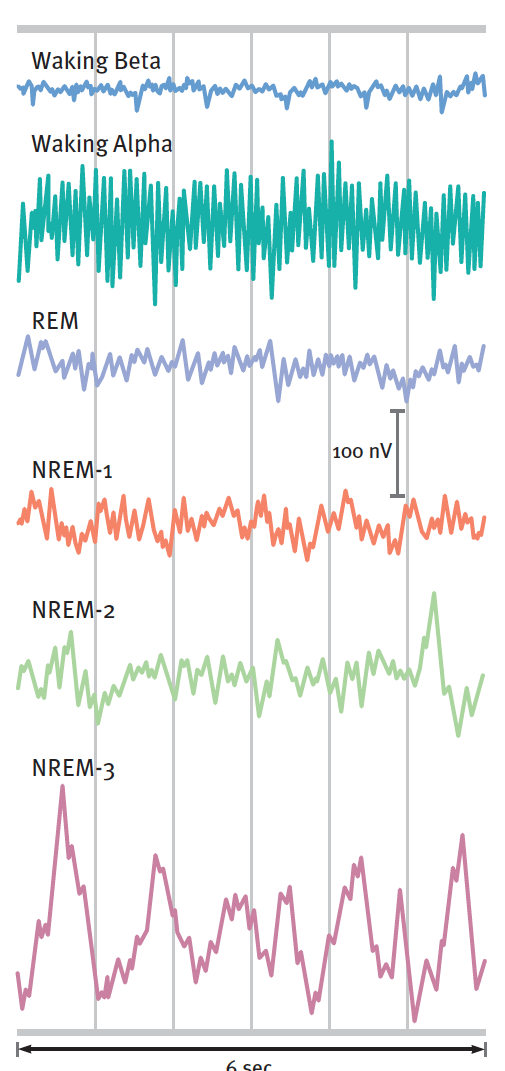 Waking Beta
Waking Alpha
REM
100 nV
NREM-1
NREM-2
NREM-3
6 sec